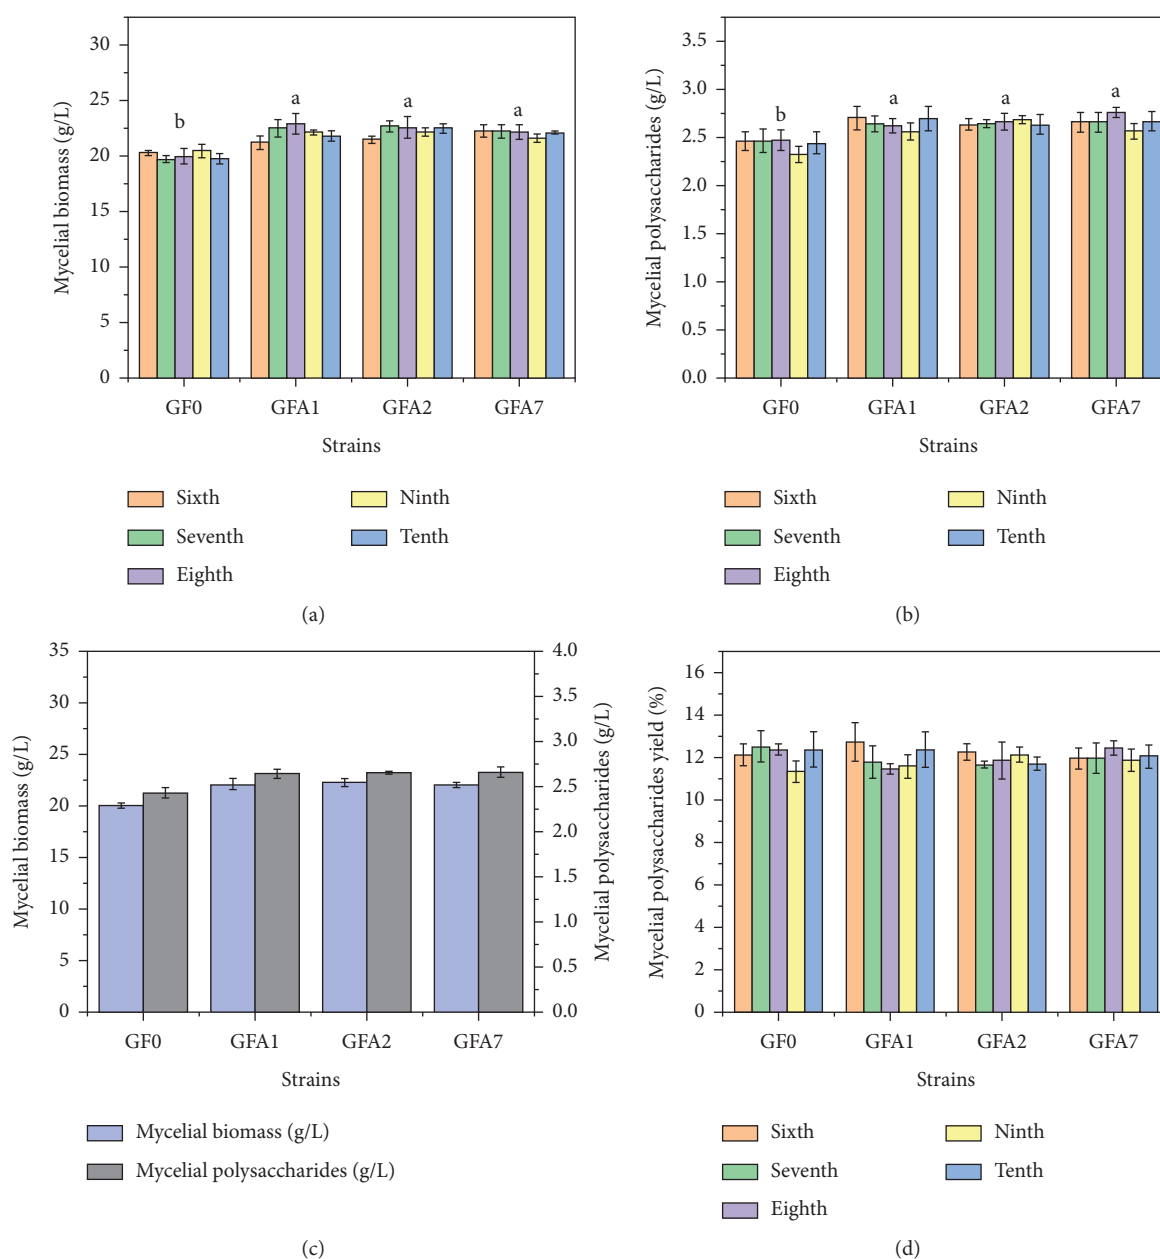 Mycelial biomass (g/L)
30
25
20
15
10
5
0
b
a
a
a
GF0 GFA1 GFA2 GFA7
Strains
Sixth Ninth
Seventh Tenth
Eighth
(a)
Mycelial polysaccharides (g/L)
3.5
3.0
2.5
2.0
1.5
1.0
0.5
0.0
b
a
a
a
GF0 GFA1 GFA2 GFA7
Strains
Sixth Ninth
Seventh Tenth
Eighth
(b)
Mycelial biomass (g/L)
35
30
25
20
15
10
5
0
4.0
3.5
3.0
2.5
2.0
1.5
1.0
0.5
0.0
Mycelial polysaccharides (g/L)
GF0 GFA1 GFA2 GFA7
Strains
Mycelial biomass (g/L)
Mycelial polysaccharides (g/L)
(c)
Mycelial polysaccharides yield (%)
16
14
12
10
8
6
4
2
0
GF0 GFA1 GFA2 GFA7
Strains
Sixth Ninth
Seventh Tenth
Eighth
(d)